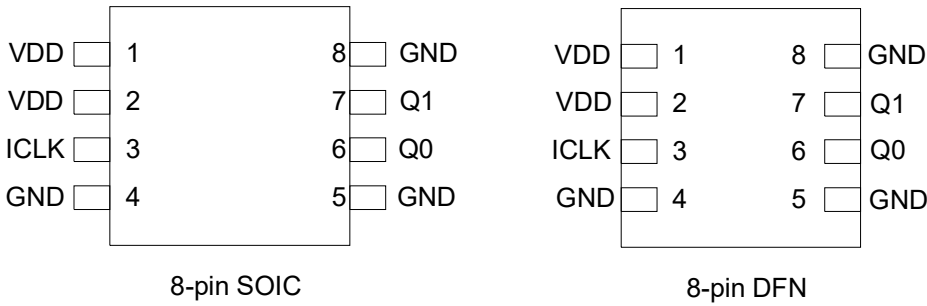 VDD 1 8 GND
VDD 2 7 Q1
ICLK 3 6 Q0
GND 4 5 GND
8-pin SOIC
VDD 1 8 GND
VDD 2 7 Q1
ICLK 3 6 Q0
GND 4 5 GND
8-pin DFN